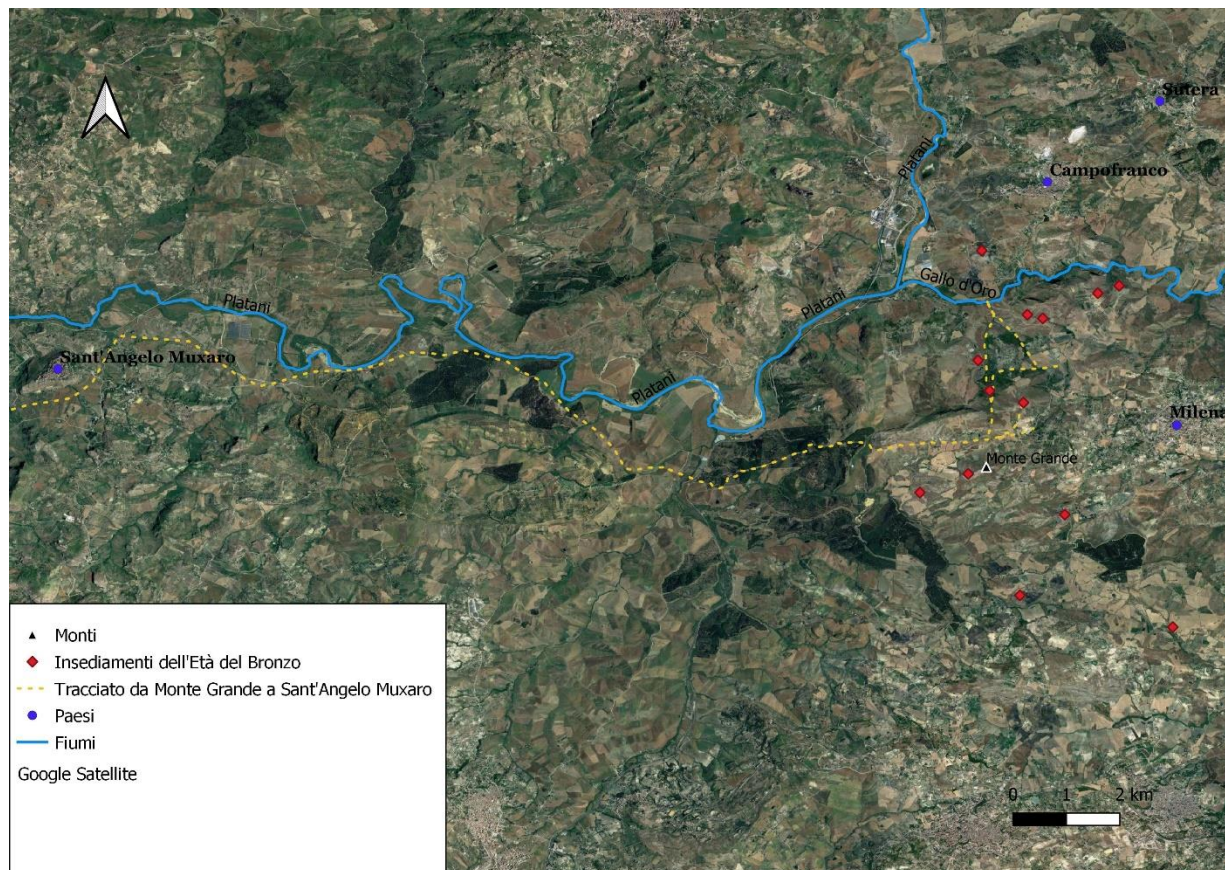 Sutera
Platani
Campofranco
Gallo d'Oro
Platani
Platani
Sant'Angelo Muxaro
Platani
Milena
Monte Grande
Monti
Insediamenti dell'Età del Bronzo
Tracciato da Monte Grande a Sant'Angelo Muxaro
Paesi
Fiumi
Google Satellite
0 1 2 km